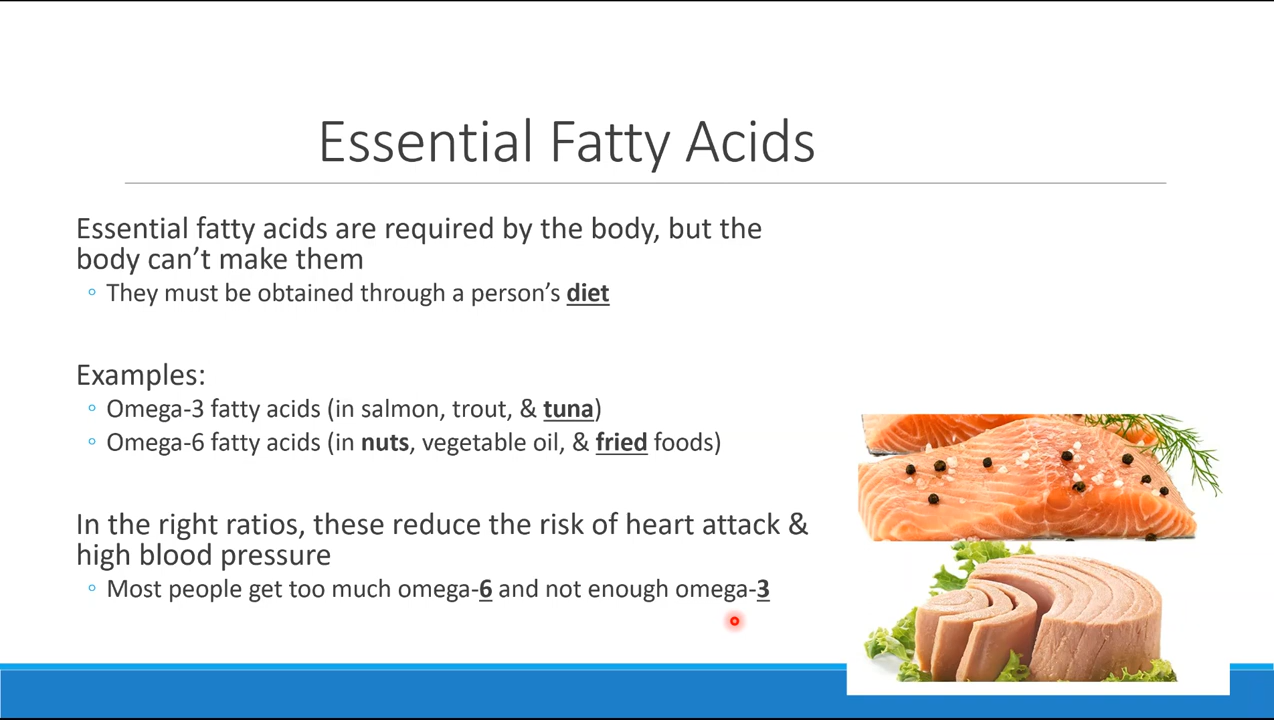 Essential Fatty Acids
Essential fatty acids are required by the body, but the
body can’t make them
◦ They must be obtained through a person’s diet
Examples:
◦ Omega-3 fatty acids (in salmon, trout, & tuna)
◦ Omega-6 fatty acids (in nuts, vegetable oil, & fried foods)
In the right ratios, these reduce the risk of heart attack &
high blood pressure
◦ Most people get too much omega-6 and not enough omega-3